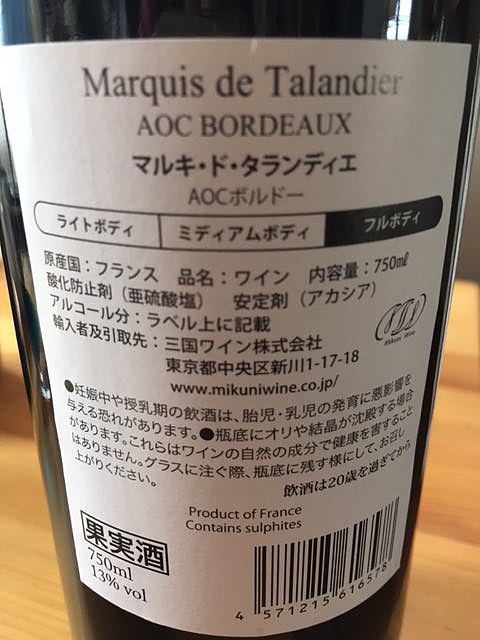 Marquis de Talandier
AOC BORDEAUX
マルキ・ド・タランディエ
AOCボルドー
ライトボディ ミディアムボディ フルボディ
原産国：フランス 品名：ワイン 内容量：750㎖
酸化防止剤（亜硫酸塩） 安定剤（アカシア）
アルコール分：ラベル上に記載
輸入者及引取先：三国ワイン株式会社
東京都中央区新川1-17-18
www.mikuniwine.co.jp/
Mikuni Wine
●妊娠中や授乳期の飲酒は、胎児・乳児の発育に悪影響を
与える恐れがあります。●瓶底にオリや結晶が沈殿する場合
があります。これらはワインの自然の成分で健康を害すること
はありません。グラスに注ぐ際、瓶底に残す様にして、お召し
上がりください。
飲酒は20歳を過ぎてから
Product of France
Contains sulphites
果実酒
750ml
13% vol
4 571215 616578